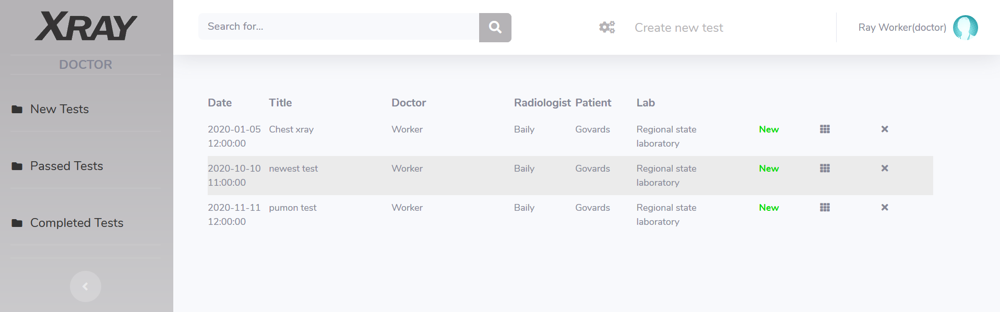 XRAY
DOCTOR
New Tests
Passed Tests
Completed Tests
Search for...
Create new test
Ray Worker(doctor)
Date Title Doctor Radiologist Patient Lab
2020-01-05 Chest xray Worker Baily Govards Regional state New
12:00:00 laboratory
2020-10-10 newest test Worker Baily Govards Regional state New
11:00:00 laboratory
2020-11-11 pumon test Worker Baily Govards Regional state New
12:00:00 laboratory